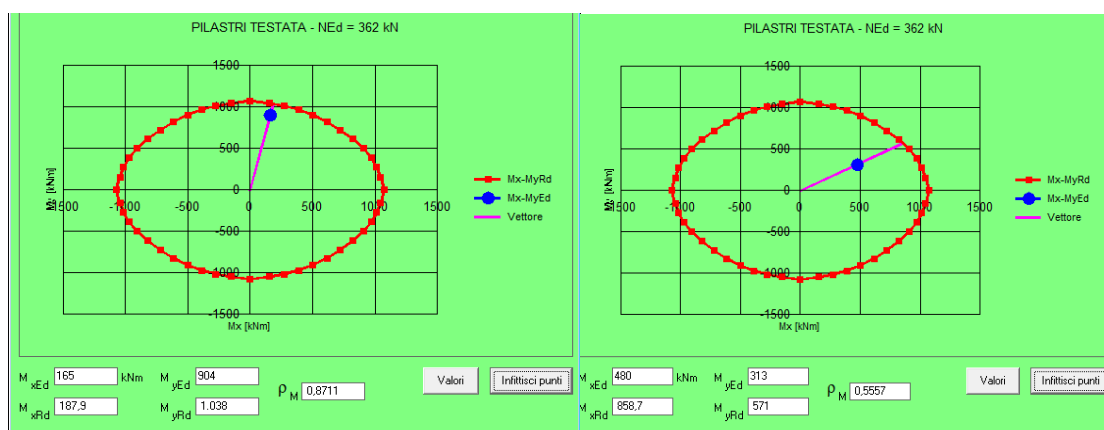 PILASTRI TESTATA - NEd = 362 kN
1500
1000
500
0
-1500 -1000 -500 0 500 1000 1500
-500
-1000
-1500
Mx [kNm]
Mx-MyRd
Mx-MyEd
Vettore
M xEd 165 kNm M yEd 904
M xRd 187,9 M yRd 1.038
ρ M 0,8711
Valori
Infittisci punti
PILASTRI TESTATA - NEd = 362 kN
1500
1000
500
0
-1500 -1000 -500 0 500 1000 1500
-500
-1000
-1500
Mx [kNm]
Mx-MyRd
Mx-MyEd
Vettore
M xEd 480 kNm M yEd 313
M xRd 858,7 M yRd 571
ρ M 0,5557
Valori
Infittisci punti